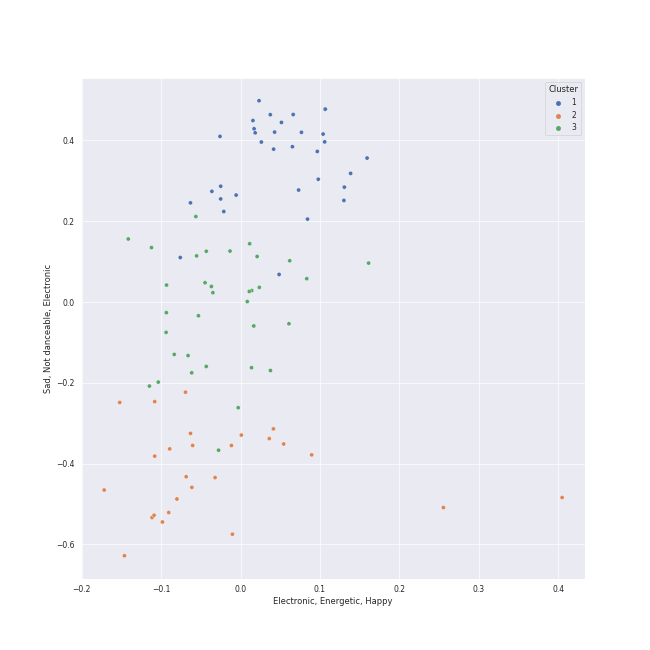 Cluster
1
2
3
0.4
0.2
0.0
−0.2
−0.4
−0.6
Sad, Not danceable, Electronic
−0.2 −0.1 0.0 0.1 0.2 0.3 0.4
Electronic, Energetic, Happy